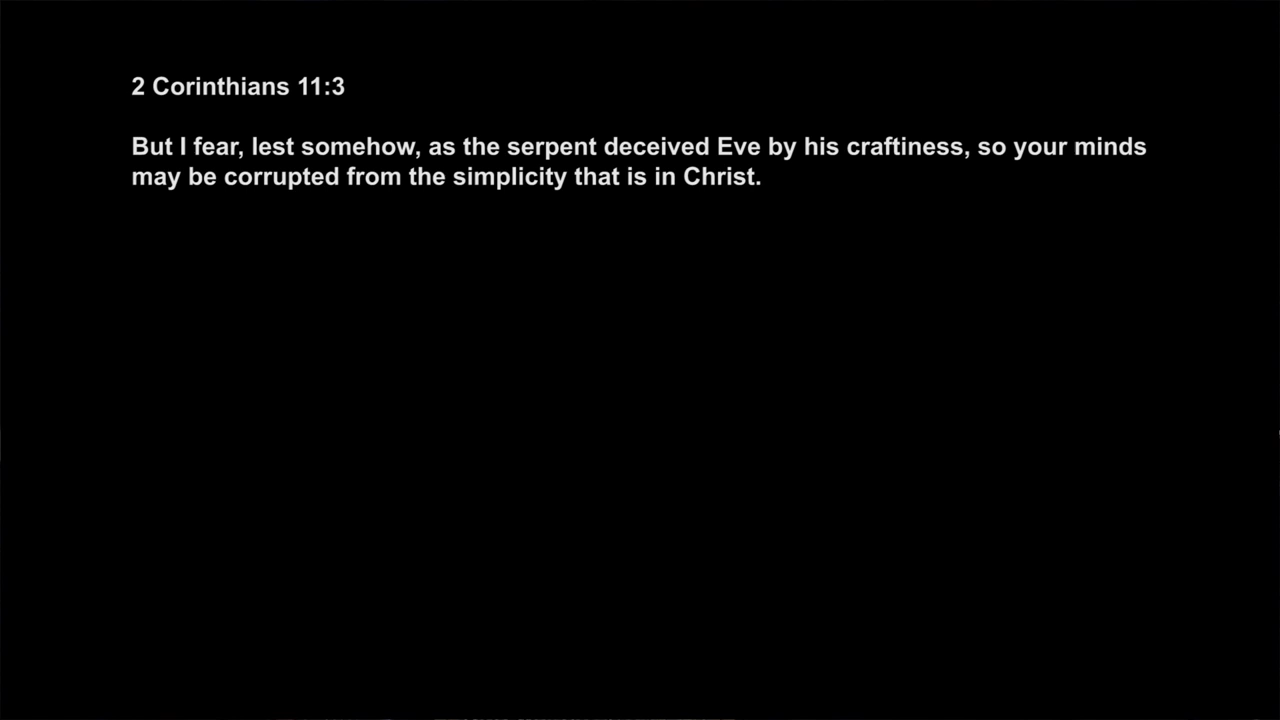 2 Corinthians 11:3
But I fear, lest somehow, as the serpent deceived Eve by his craftiness, so your minds
may be corrupted from the simplicity that is in Christ.